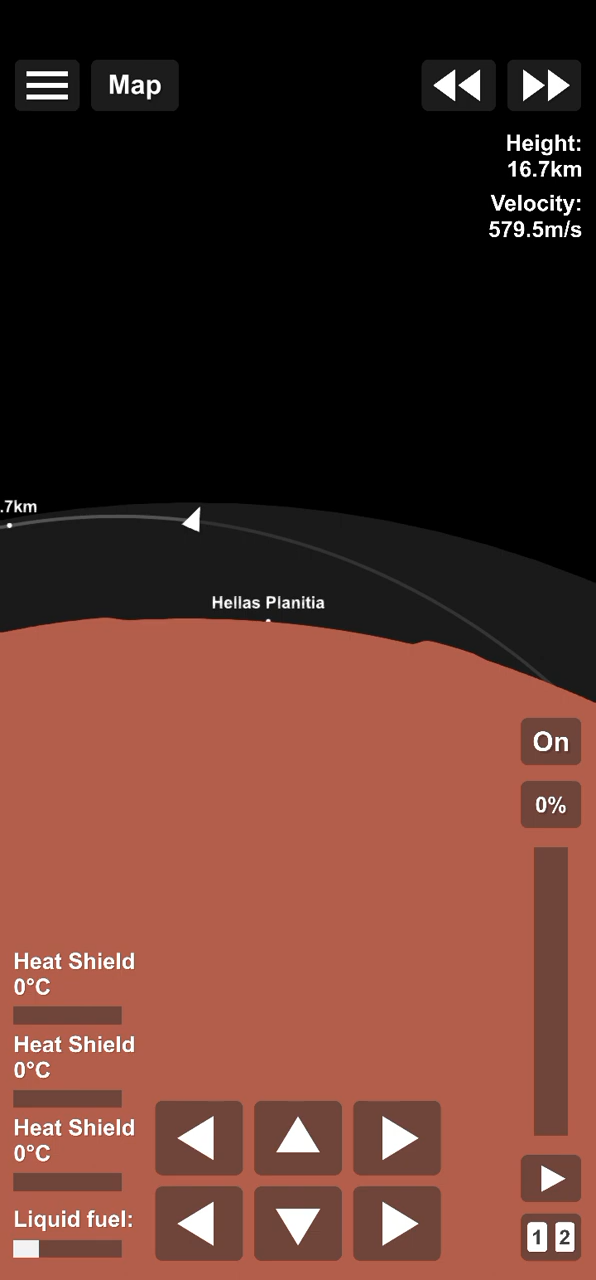 Map
Height:
16.7km
Velocity:
579.5m/s
.7km
Hellas Planitia
On
0%
Heat Shield
0°C
Heat Shield
0°C
Heat Shield
0°C
Liquid fuel:
1 2